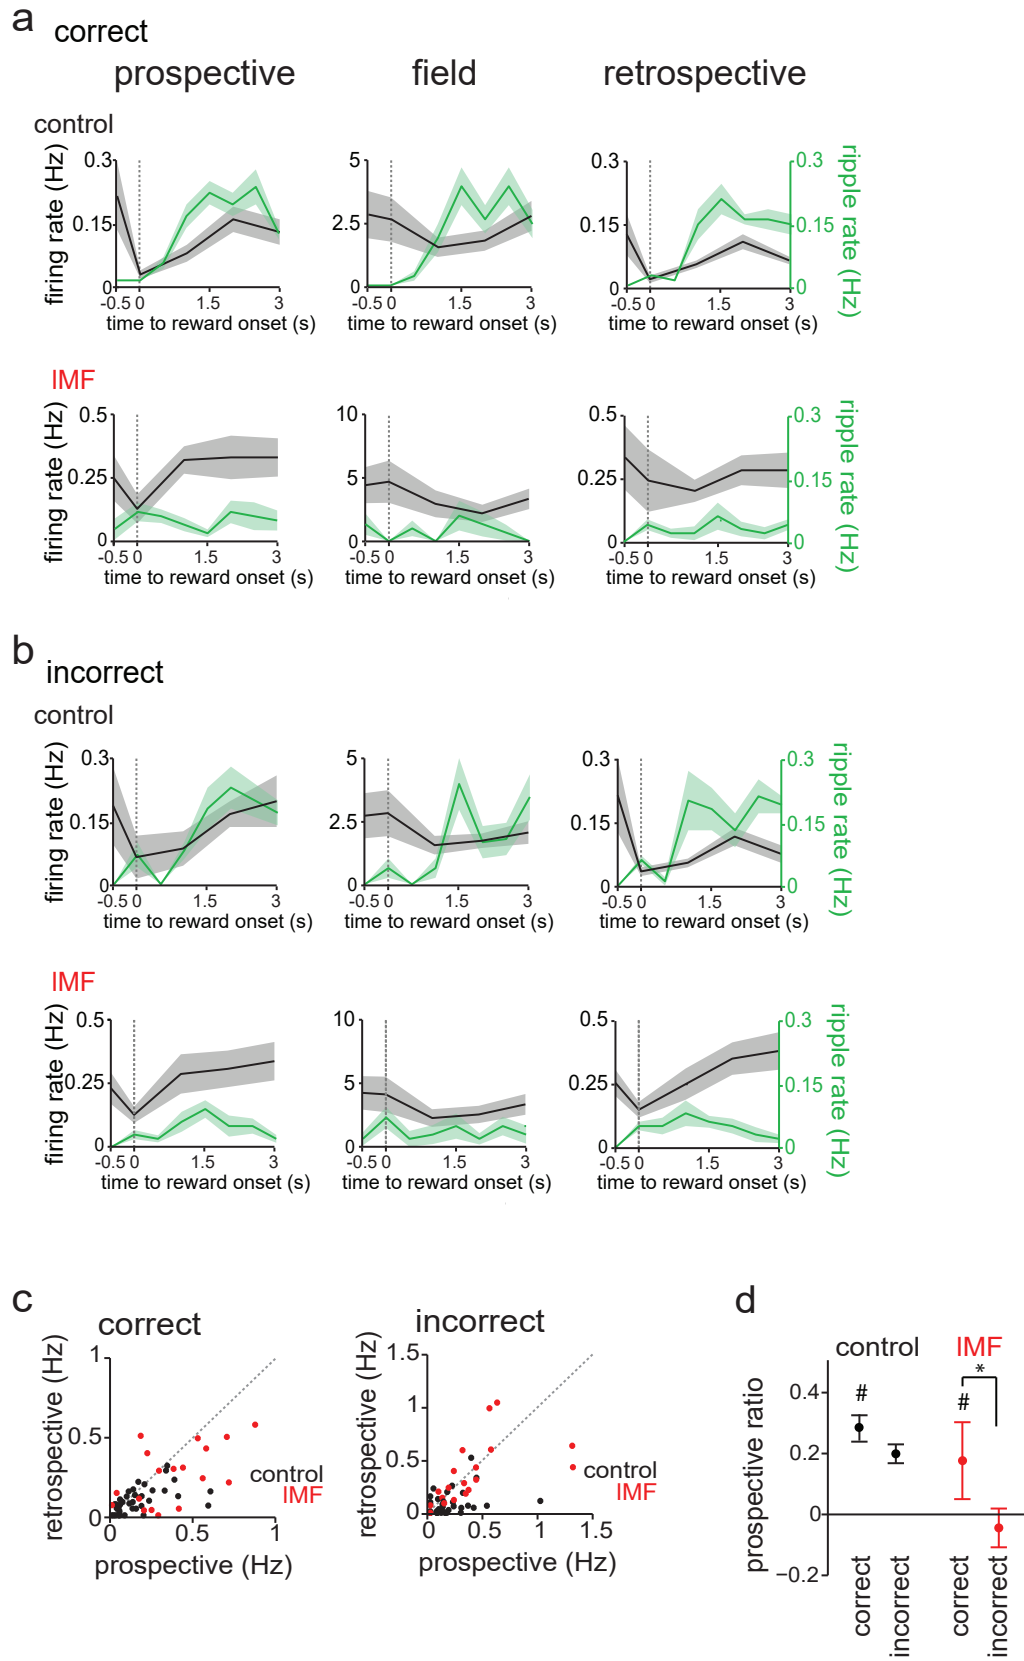 a
correct
prospective field retrospective
control
firing rate (Hz)
0.3 0.15 0
-0.5 0 1.5 3
time to reward onset (s)
5 2.5 0
-0.5 0 1.5 3
time to reward onset (s)
0.3 0.15 0
-0.5 0 1.5 3
time to reward onset (s)
0.3 0.15 0
ripple rate (Hz)
IMF
firing rate (Hz)
0.5 0.25 0
-0.5 0 1.5 3
time to reward onset (s)
10 5 0
-0.5 0 1.5 3
time to reward onset (s)
0.5 0.25 0
-0.5 0 1.5 3
time to reward onset (s)
0.3 0.15 0
ripple rate (Hz)
b
incorrect
control
firing rate (Hz)
0.3 0.15 0
-0.5 0 1.5 3
time to reward onset (s)
5 2.5 0
-0.5 0 1.5 3
time to reward onset (s)
0.3 0.15 0
-0.5 0 1.5 3
time to reward onset (s)
0.3 0.15 0
ripple rate (Hz)
IMF
firing rate (Hz)
0.5 0.25 0
-0.5 0 1.5 3
time to reward onset (s)
10 5 0
-0.5 0 1.5 3
time to reward onset (s)
0.5 0.25 0
-0.5 0 1.5 3
time to reward onset (s)
0.3 0.15 0
ripple rate (Hz)
c
correct
retrospective (Hz)
1 0.5 0
0 0.5 1
prospective (Hz)
control
IMF
incorrect
retrospective (Hz)
1.5 1 0.5 0
0 0.5 1 1.5
prospective (Hz)
control
IMF
d
control IMF
prospective ratio
0.4 0.2 0 −0.2
# # *
correct incorrect correct incorrect